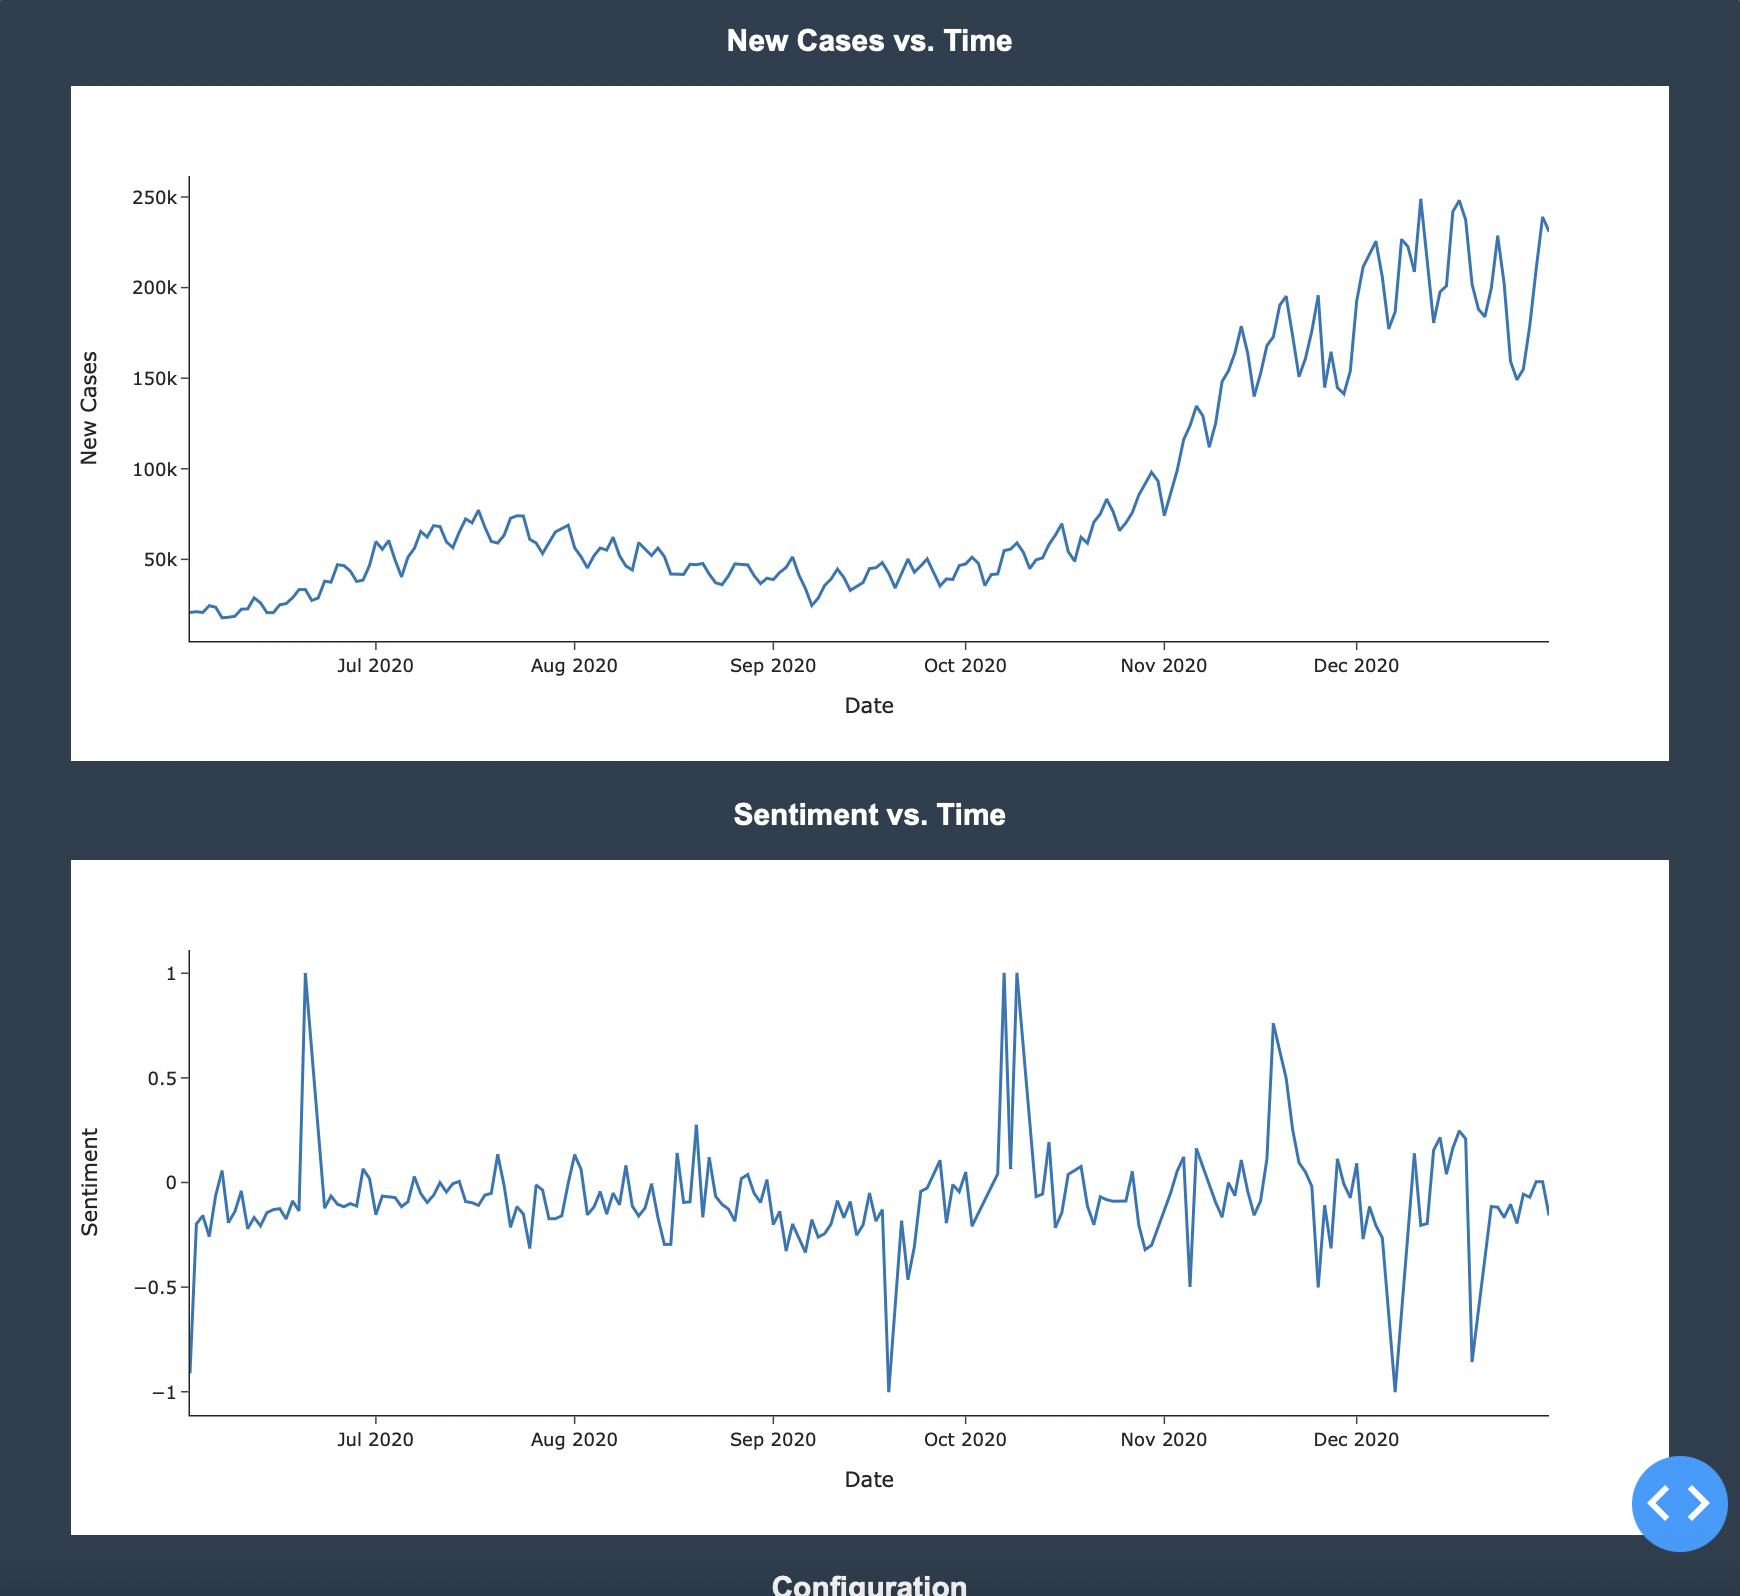 New Cases vs. Time
250k
200k
150k
100k
50k
New Cases
Jul 2020 Aug 2020 Sep 2020 Oct 2020 Nov 2020 Dec 2020
Date
Sentiment vs. Time
1
0.5
0
−0.5
−1
Sentiment
Jul 2020 Aug 2020 Sep 2020 Oct 2020 Nov 2020 Dec 2020
Date
Configuration